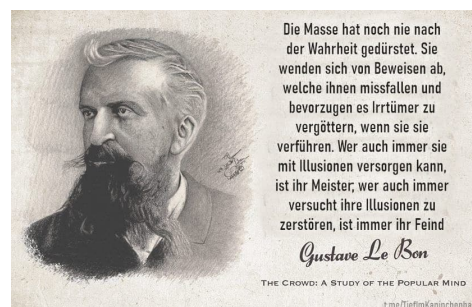 Die Masse hat noch nie nach
der Wahrheit gedürstet. Sie
wenden sich von Beweisen ab,
welche ihnen missfallen und
bevorzugen es Irrtümer zu
vergöttern, wenn sie sie
verführen. Wer auch immer sie
mit Illusionen versorgen kann,
ist ihr Meister, wer auch immer
versucht ihre Illusionen zu
zerstören, ist immer ihr Feind
Gustave Le Bon
The Crowd: A Study of the Popular Mind